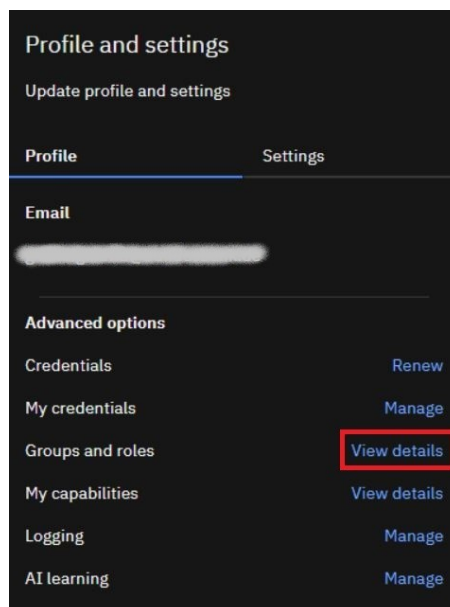 Profile and settings
Update profile and settings
Profile Settings
Email
Advanced options
Credentials Renew
My credentials Manage
Groups and roles View details
My capabilities View details
Logging Manage
AI learning Manage